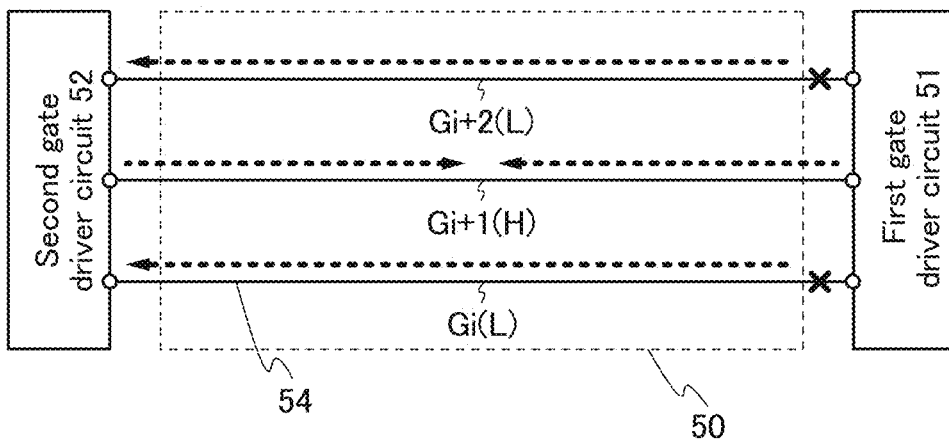 Second gate
driver circuit 52
Gi+2(L)
Gi+1(H)
Gi(L)
First gate
driver circuit 51
54
50